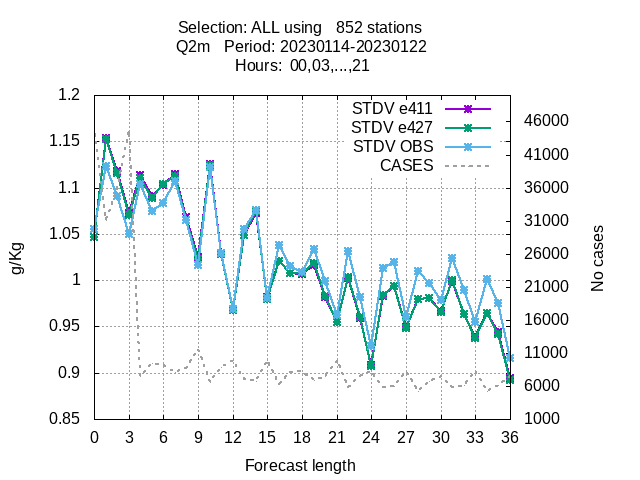 Selection: ALL using   852 stations
Q2m   Period: 20230114-20230122
Hours:  00,03,...,21
STDV e411
STDV e427
STDV OBS
CASES
g/Kg
1.2
1.15
1.1
1.05
1
0.95
0.9
0.85
46000
41000
36000
31000
26000
21000
16000
11000
6000
1000
No cases
0 3 6 9 12 15 18 21 24 27 30 33 36
Forecast length